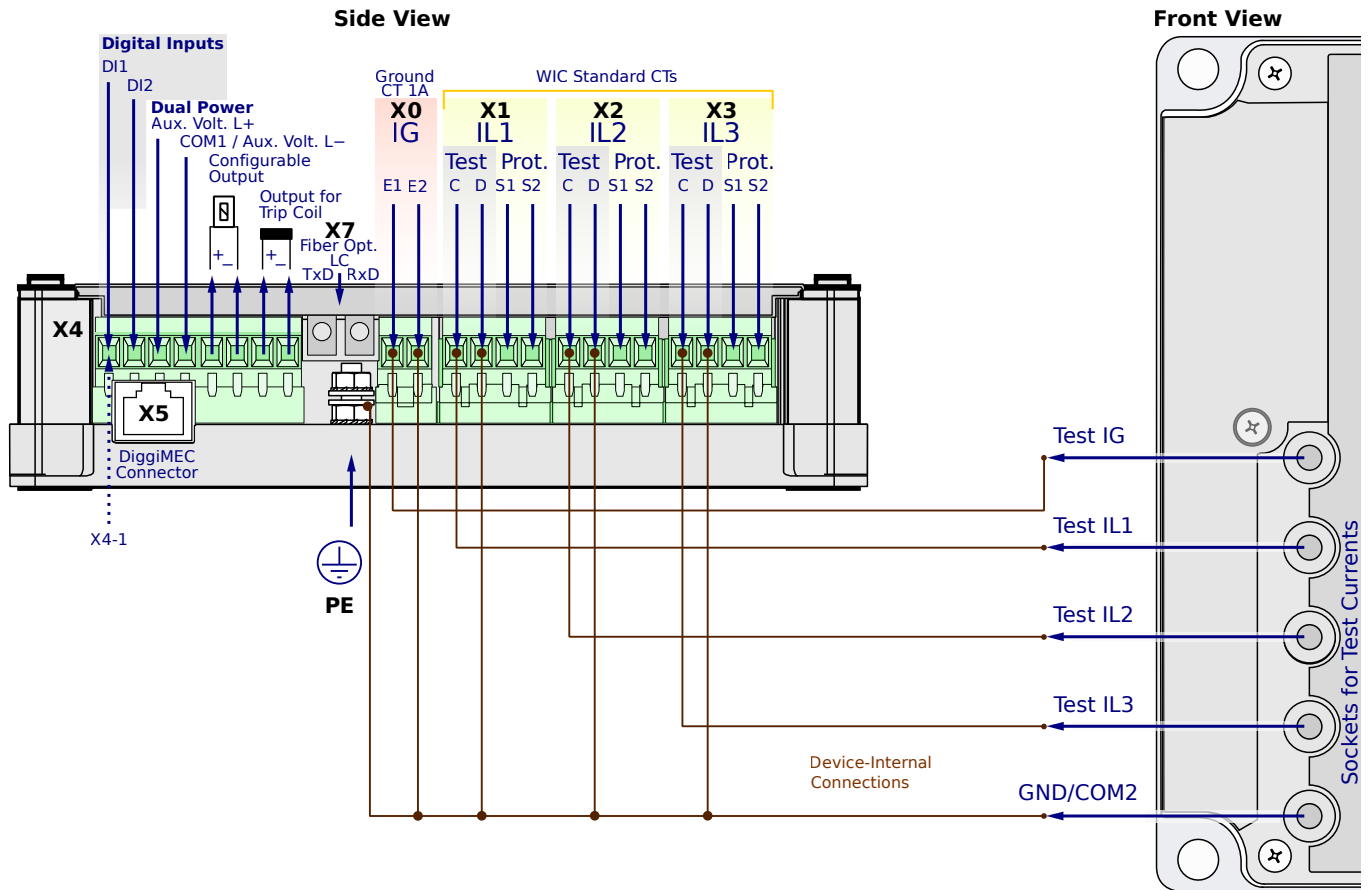 Side View
Front View
Digital Inputs
DI1
DI2
Dual Power
Aux. Volt. L+
COM1 / Aux. Volt. L−
Configurable
Output
Output for
Trip Coil
+
−
+
−
X7
Fiber Opt.
LC
TxD
RxD
Ground
CT 1A
X0
IG
E1
E2
WIC Standard CTs
X1
IL1
Test
Prot.
C
D
S1
S2
X2
IL2
Test
Prot.
C
D
S1
S2
X3
IL3
Test
Prot.
C
D
S1
S2
X4
X5
DiggiMEC
Connector
X4-1
PE
Test IG
Test IL1
Test IL2
Test IL3
GND/COM2
Device-Internal
Connections
Sockets for Test Currents